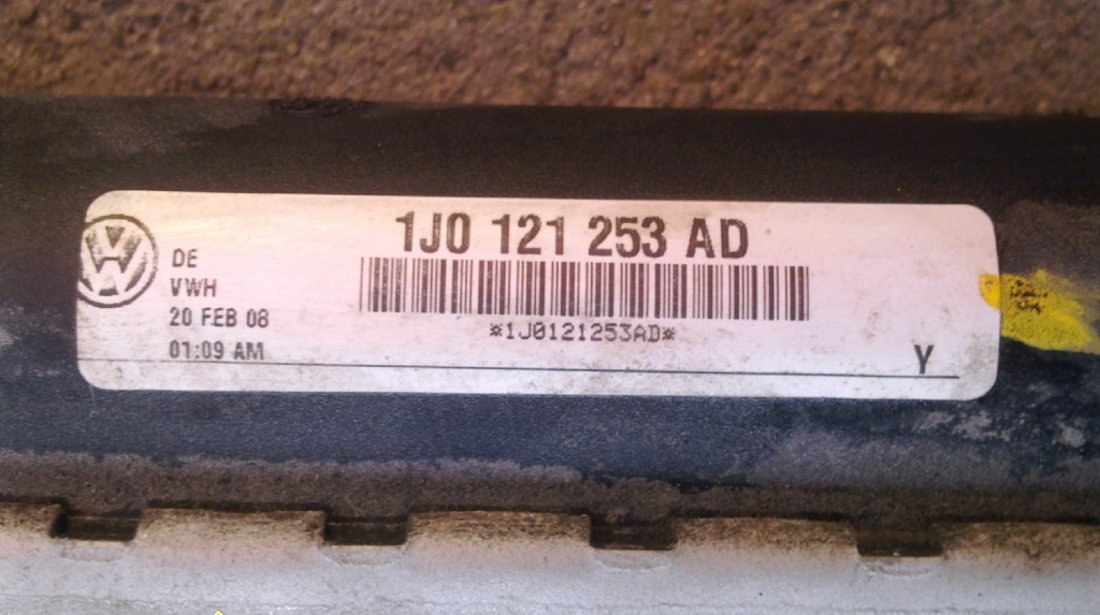 1J0 121 253 AD
DE
VWH
20 FEB 08
01:09 AM
*1J0121253AD*
Y